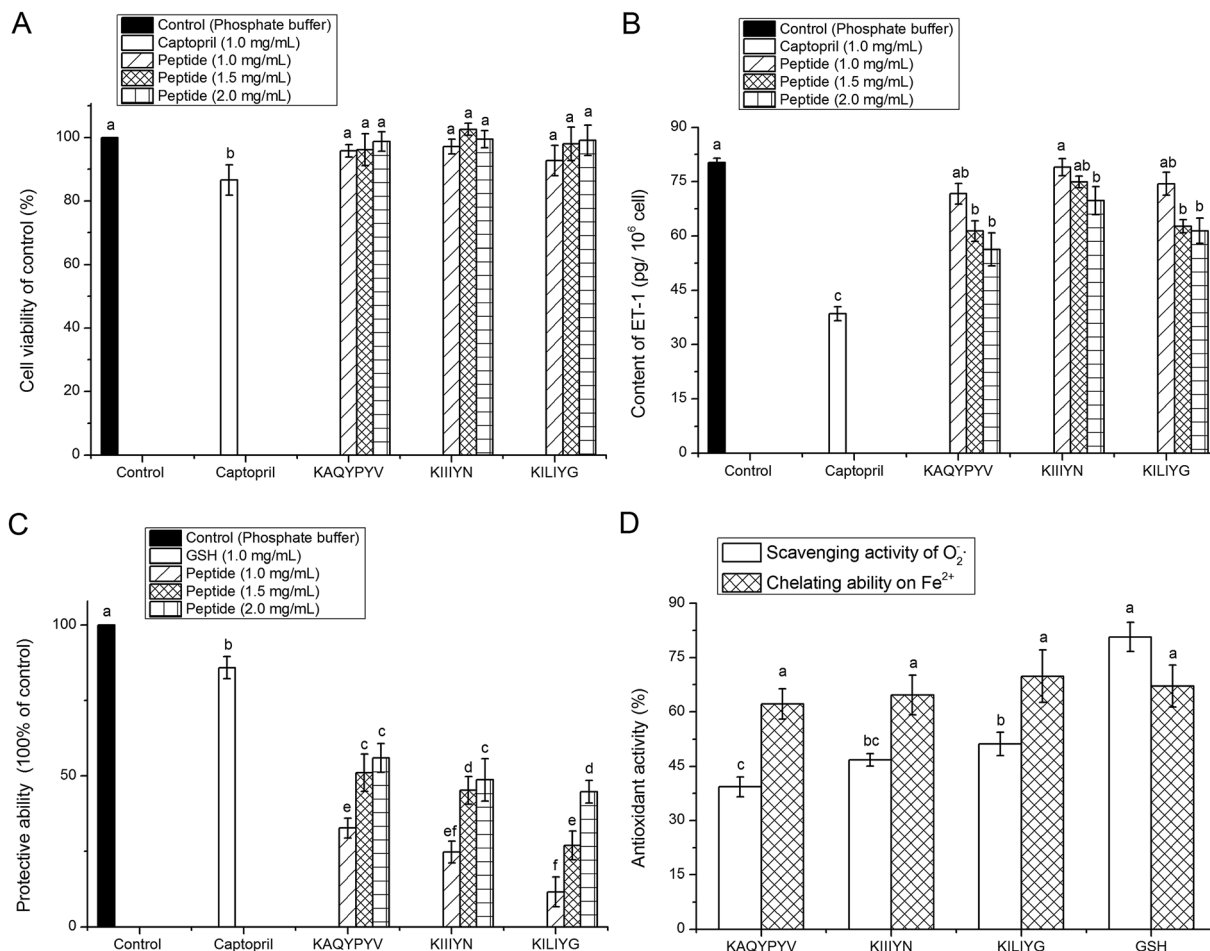 A
Control (Phosphate buffer)
Captopril (1.0 mg/mL)
Peptide (1.0 mg/mL)
Peptide (1.5 mg/mL)
Peptide (2.0 mg/mL)
Cell viability of control (%)
100
80
60
40
20
0
a
b
a a a
a a a
a a a
Control Captopril KAQYPYV KIIIYN KILIYG
B
Control (Phosphate buffer)
Captopril (1.0 mg/mL)
Peptide (1.0 mg/mL)
Peptide (1.5 mg/mL)
Peptide (2.0 mg/mL)
Content of ET-1 (pg/ 10⁶ cell)
90
75
60
45
30
15
0
a
c
ab b b
a ab b
ab b b
Control Captopril KAQYPYV KIIIYN KILIYG
C
Control (Phosphate buffer)
GSH (1.0 mg/mL)
Peptide (1.0 mg/mL)
Peptide (1.5 mg/mL)
Peptide (2.0 mg/mL)
Protective ability (100% of control)
100
50
0
a
b
e c c
ef d c
f e d
Control Captopril KAQYPYV KIIIYN KILIYG
D
Scavenging activity of O₂⁻·
Chelating ability on Fe²⁺
Antioxidant activity (%)
90
75
60
45
30
15
0
c a
bc a
b a
a a
KAQYPYV KIIIYN KILIYG GSH